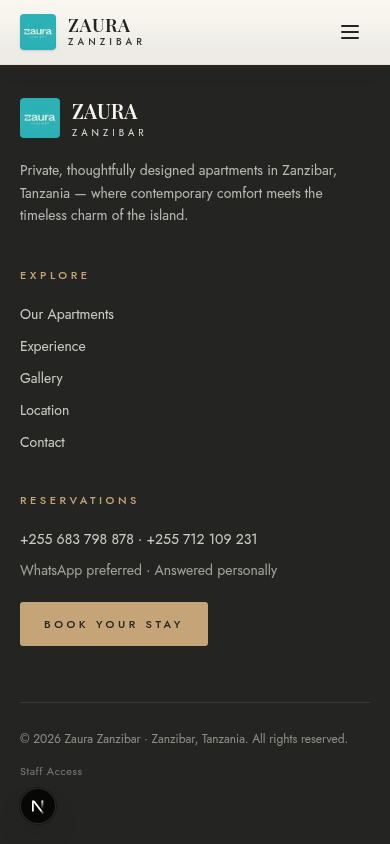 zaura
ZAURA
ZANZIBAR
zaura
ZAURA
ZANZIBAR
Private, thoughtfully designed apartments in Zanzibar,
Tanzania — where contemporary comfort meets the
timeless charm of the island.
EXPLORE
Our Apartments
Experience
Gallery
Location
Contact
RESERVATIONS
+255 683 798 878 · +255 712 109 231
WhatsApp preferred · Answered personally
BOOK YOUR STAY
© 2026 Zaura Zanzibar · Zanzibar, Tanzania. All rights reserved.
Staff Access
N